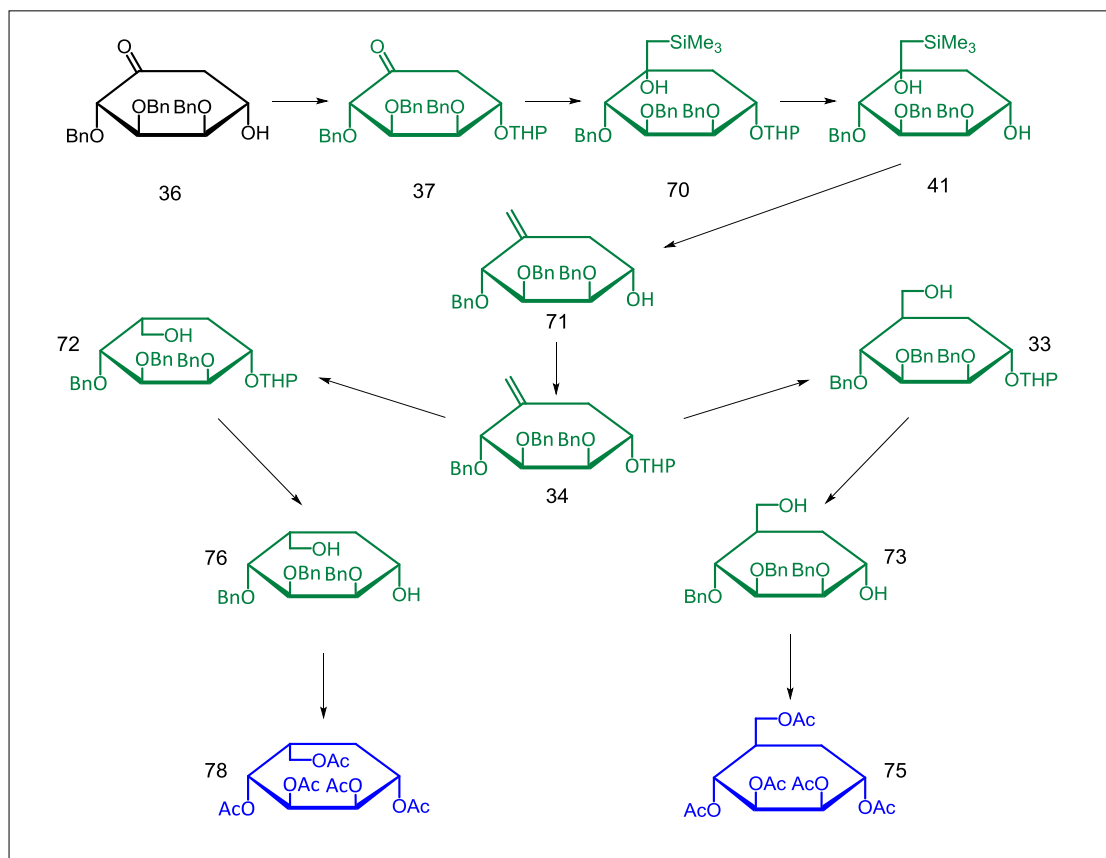 O
OBn BnO
BnO
OH
36
O
OBn BnO
BnO
OTHP
37
SiMe3
OH
OBn BnO
BnO
OTHP
70
SiMe3
OH
OBn BnO
BnO
OH
41
OBn BnO
BnO
OH
71
72
OH
OBn BnO
BnO
OTHP
OBn BnO
BnO
OTHP
34
OH
OBn BnO
BnO
OTHP
33
76
OH
OBn BnO
BnO
OH
OH
OBn BnO
BnO
OH
73
78
OAc
OAc AcO
AcO
OAc
OAc
OAc AcO
AcO
OAc
75